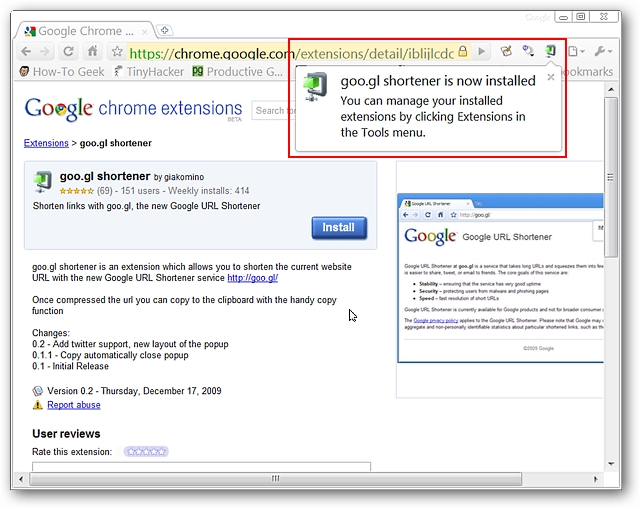 Google
Google Chrome ...
https://chrome.google.com/extensions/detail/iblijlcdc
How-To Geek
TinyHacker
Productive G...
ookmarks
goo.gl shortener is now installed
You can manage your installed
extensions by clicking Extensions in
the Tools menu.
Google chrome extensions
BETA
Search for
Extensions > goo.gl shortener
goo.gl shortener by giakomino
(69) - 151 users - Weekly installs: 414
Shorten links with goo.gl, the new Google URL Shortener
Install
goo.gl shortener is an extension which allows you to shorten the current website
URL with the new Google URL Shortener service http://goo.gl/
Once compressed the url you can copy to the clipboard with the handy copy
function
Changes:
0.2 - Add twitter support, new layout of the popup
0.1.1 - Copy automatically close popup
0.1 - Initial Release
Version 0.2 - Thursday, December 17, 2009
Report abuse
User reviews
Rate this extension:
Google URL Shortener
http://goo.gl/
Google Google URL Shortener
Google URL Shortener at goo.gl is a service that takes long URLs and squeezes them into few
is easier to share, tweet, or email to friends. The core goals of this service are:
Stability – ensuring that the service has very good uptime
Security – protecting users from malware and phishing pages
Speed – fast resolution of short URLs
Google URL Shortener is currently available for Google products and not for broader consumer
The Google privacy policy applies to the Google URL Shortener. Please note that Google may
aggregate and non-personally identifiable statistics about particular shortened links, such as th
©2009 Google